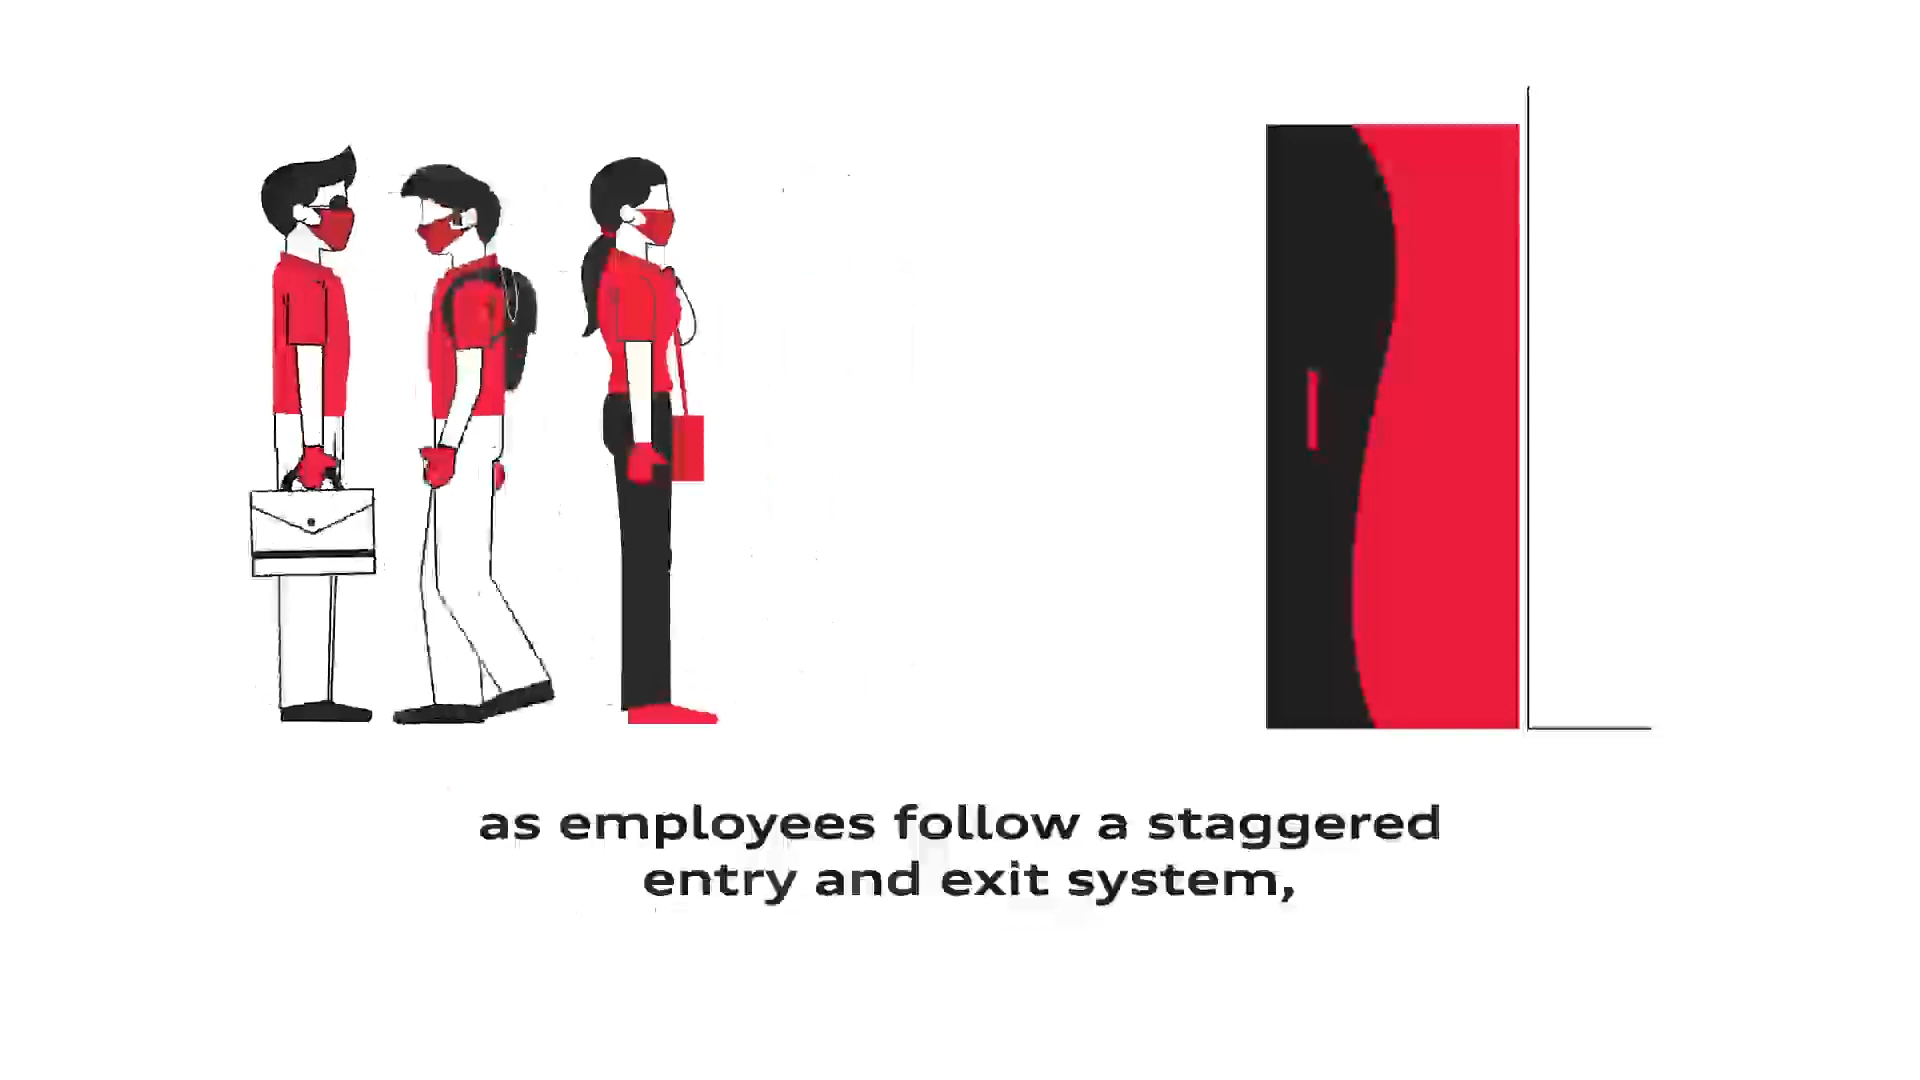 as employees follow a staggered
entry and exit system,